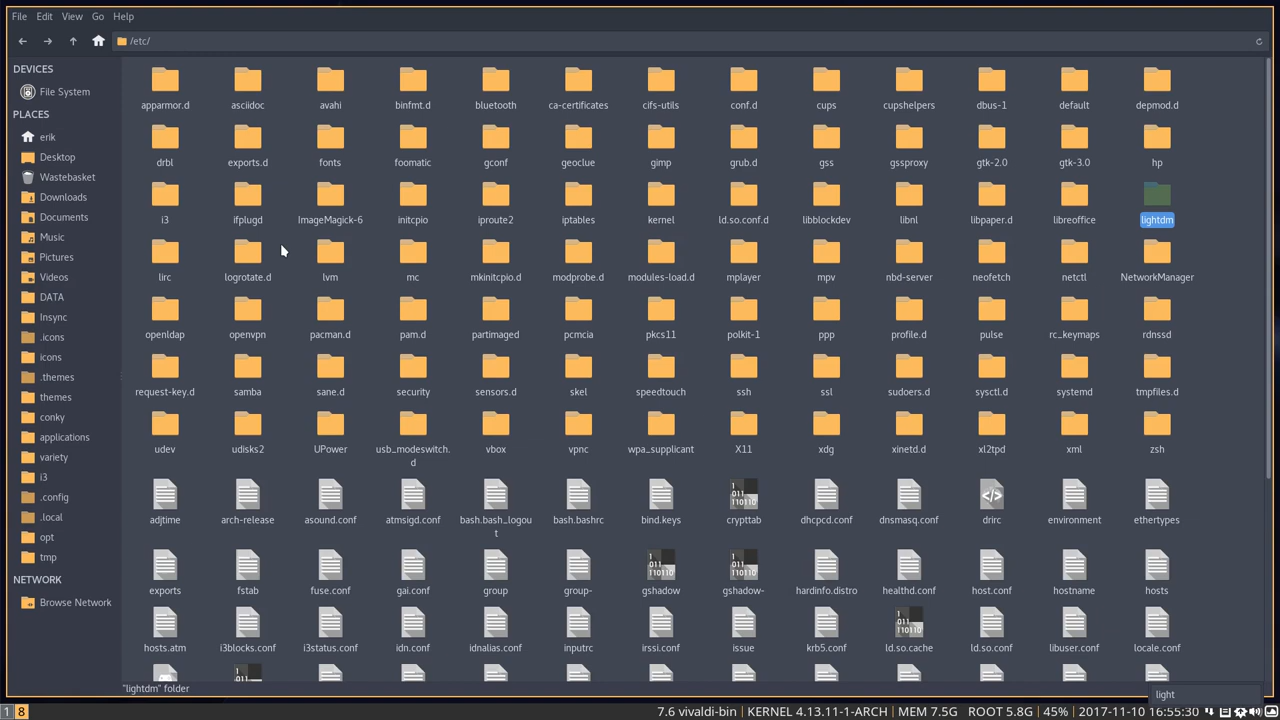 File Edit View Go Help
/etc/
DEVICES
File System
PLACES
erik
Desktop
Wastebasket
Downloads
Documents
Music
Pictures
Videos
DATA
Insync
.icons
icons
.themes
themes
conky
applications
variety
i3
.config
.local
opt
tmp
NETWORK
Browse Network
apparmor.d asciidoc avahi binfmt.d bluetooth ca-certificates cifs-utils conf.d cups cupshelpers dbus-1 default depmod.d
drbl exports.d fonts foomatic gconf geoclue gimp grub.d gss gssproxy gtk-2.0 gtk-3.0 hp
i3 ifplugd ImageMagick-6 initcpio iproute2 iptables kernel ld.so.conf.d libblockdev libnl libpaper.d libreoffice lightdm
lirc logrotate.d lvm mc mkinitcpio.d modprobe.d modules-load.d mplayer mpv nbd-server neofetch netctl NetworkManager
openldap openvpn pacman.d pam.d partimaged pcmcia pkcs11 polkit-1 ppp profile.d pulse rc_keymaps rdnssd
request-key.d samba sane.d security sensors.d skel speedtouch ssh ssl sudoers.d sysctl.d systemd tmpfiles.d
udev udisks2 UPower usb_modeswitch. vbox vpnc wpa_supplicant X11 xdg xinetd.d xl2tpd xml zsh
d
adjtime arch-release asound.conf atmsigd.conf bash.bash_logou bash.bashrc bind.keys crypttab dhcpcd.conf dnsmasq.conf drirc environment ethertypes
t
exports fstab fuse.conf gai.conf group group- gshadow gshadow- hardinfo.distro healthd.conf host.conf hostname hosts
hosts.atm i3blocks.conf i3status.conf idn.conf idnalias.conf inputrc irssi.conf issue krb5.conf ld.so.cache ld.so.conf libuser.conf locale.conf
"lightdm" folder
light
1 8 7.6 vivaldi-bin | KERNEL 4.13.11-1-ARCH | MEM 7.5G | ROOT 5.8G | 45% | 2017-11-10 16:55:30